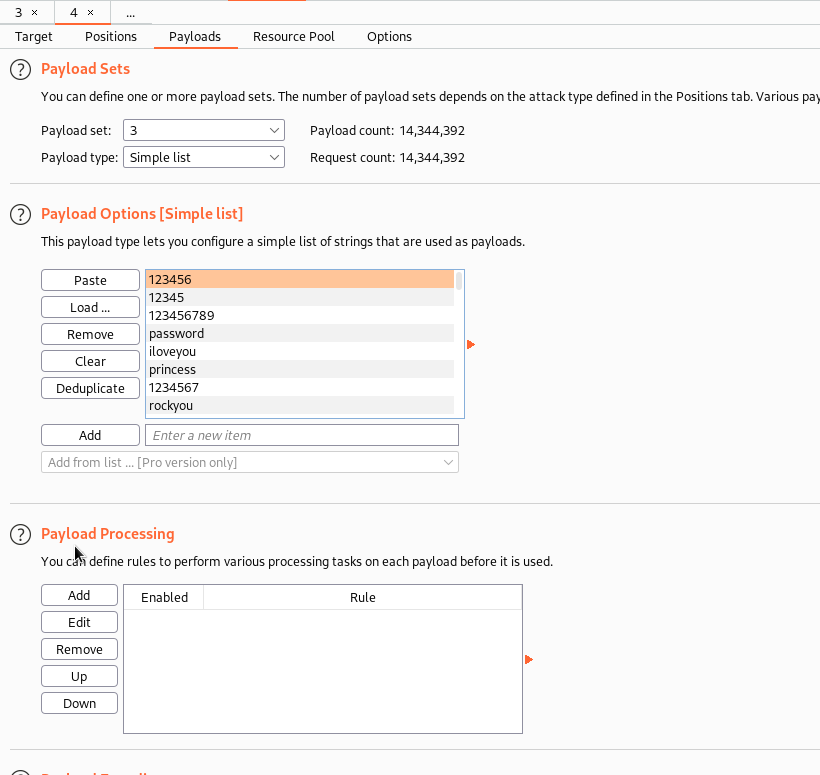 3 × 4 × ...
Target Positions Payloads Resource Pool Options
? Payload Sets
You can define one or more payload sets. The number of payload sets depends on the attack type defined in the Positions tab. Various pay
Payload set: 3 Payload count: 14,344,392
Payload type: Simple list Request count: 14,344,392
? Payload Options [Simple list]
This payload type lets you configure a simple list of strings that are used as payloads.
Paste
Load ...
Remove
Clear
Deduplicate
123456
12345
123456789
password
iloveyou
princess
1234567
rockyou
Add Enter a new item
Add from list ... [Pro version only]
? Payload Processing
You can define rules to perform various processing tasks on each payload before it is used.
Add
Edit
Remove
Up
Down
Enabled Rule